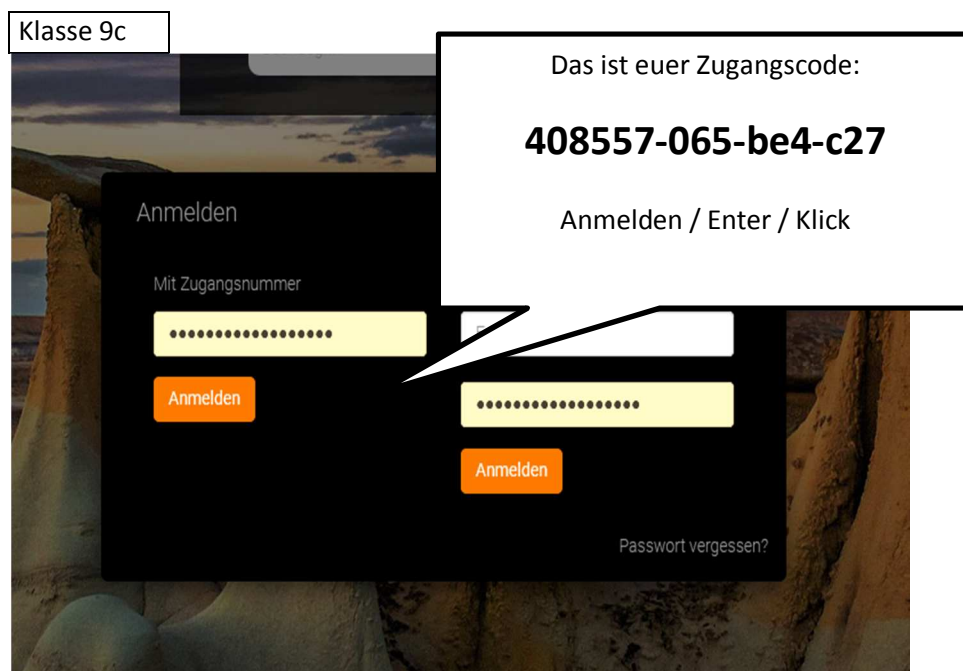 Klasse 9c
Das ist euer Zugangscode:
408557-065-be4-c27
Anmelden / Enter / Klick
Anmelden
Mit Zugangsnummer
••••••••••••••••••
Anmelden
••••••••••••••••••
Anmelden
Passwort vergessen?